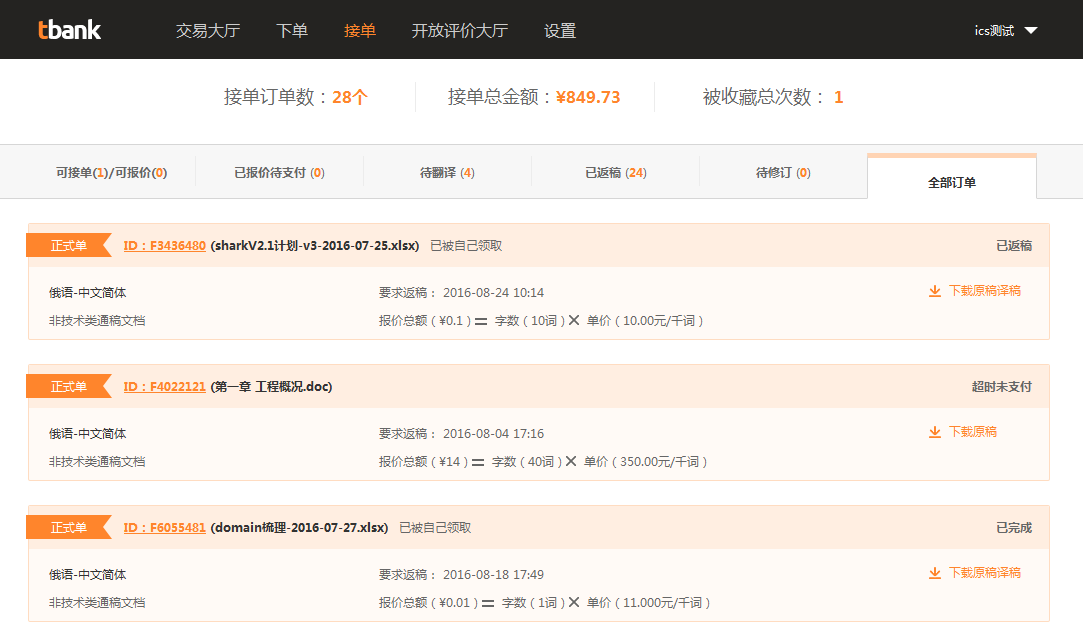 tbank 交易大厅 下单 接单 开放评价大厅 设置 ics测试
接单订单数：28个 接单总金额：¥849.73 被收藏总次数： 1
可接单(1)/可报价(0) 已报价待支付 (0) 待翻译 (4) 已返稿 (24) 待修订 (0) 全部订单
正式单 ID：F3436480 (sharkV2.1计划-v3-2016-07-25.xlsx) 已被自己领取 已返稿
俄语-中文简体 要求返稿： 2016-08-24 10:14 下载原稿译稿
非技术类通稿文档 报价总额 ( ¥0.1 ) = 字数 ( 10词 ) × 单价 ( 10.00元/千词 )
正式单 ID：F4022121 (第一章 工程概况.doc) 超时未支付
俄语-中文简体 要求返稿： 2016-08-04 17:16 下载原稿
非技术类通稿文档 报价总额 ( ¥14 ) = 字数 ( 40词 ) × 单价 ( 350.00元/千词 )
正式单 ID：F6055481 (domain梳理-2016-07-27.xlsx) 已被自己领取 已完成
俄语-中文简体 要求返稿： 2016-08-18 17:49 下载原稿译稿
非技术类通稿文档 报价总额 ( ¥0.01 ) = 字数 ( 1词 ) × 单价 ( 11.000元/千词 )